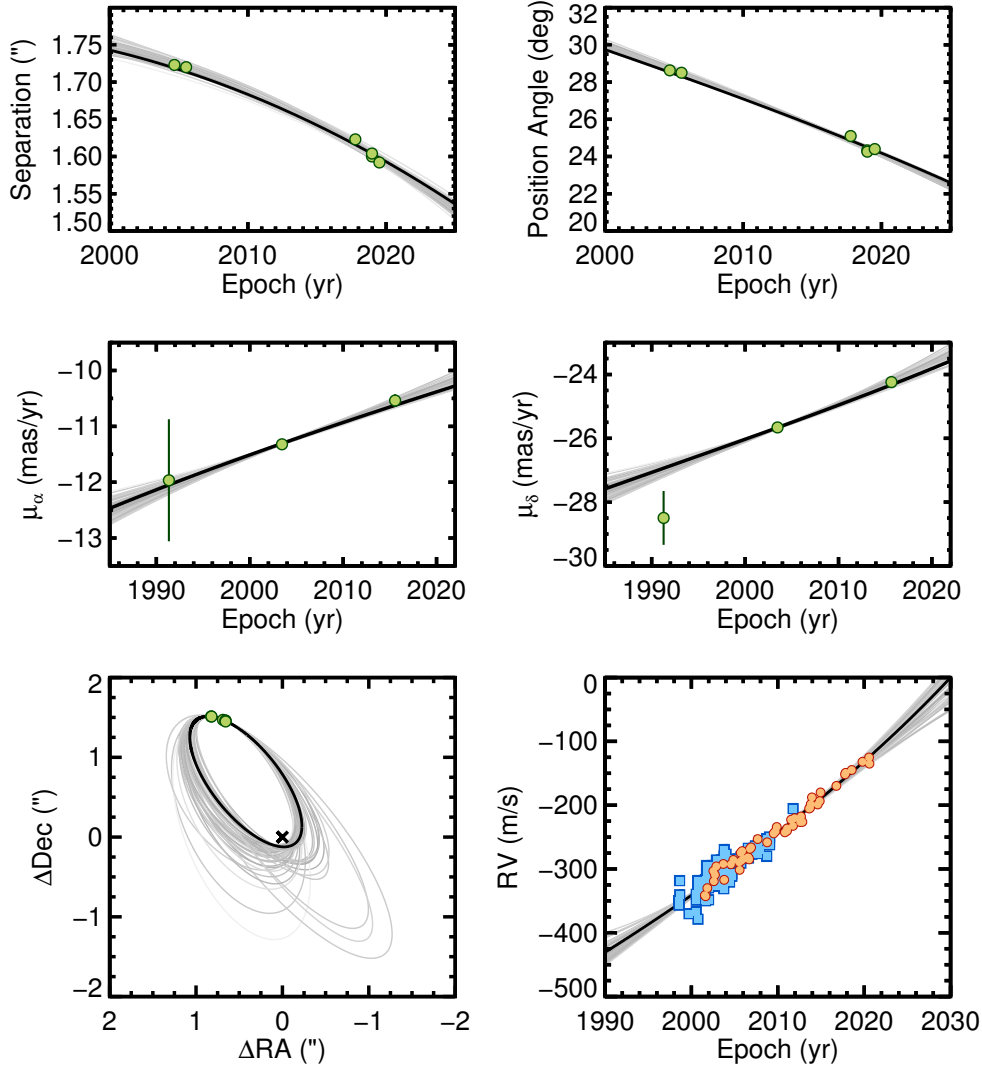 Separation (")
1.75
1.70
1.65
1.60
1.55
1.50
2000 2010 2020
Epoch (yr)
Position Angle (deg)
32
30
28
26
24
22
20
2000 2010 2020
Epoch (yr)
μα (mas/yr)
−10
−11
−12
−13
1990 2000 2010 2020
Epoch (yr)
μδ (mas/yr)
−24
−26
−28
−30
1990 2000 2010 2020
Epoch (yr)
ΔDec (")
2
1
0
−1
−2
2 1 0 −1 −2
ΔRA (")
RV (m/s)
0
−100
−200
−300
−400
−500
1990 2000 2010 2020 2030
Epoch (yr)